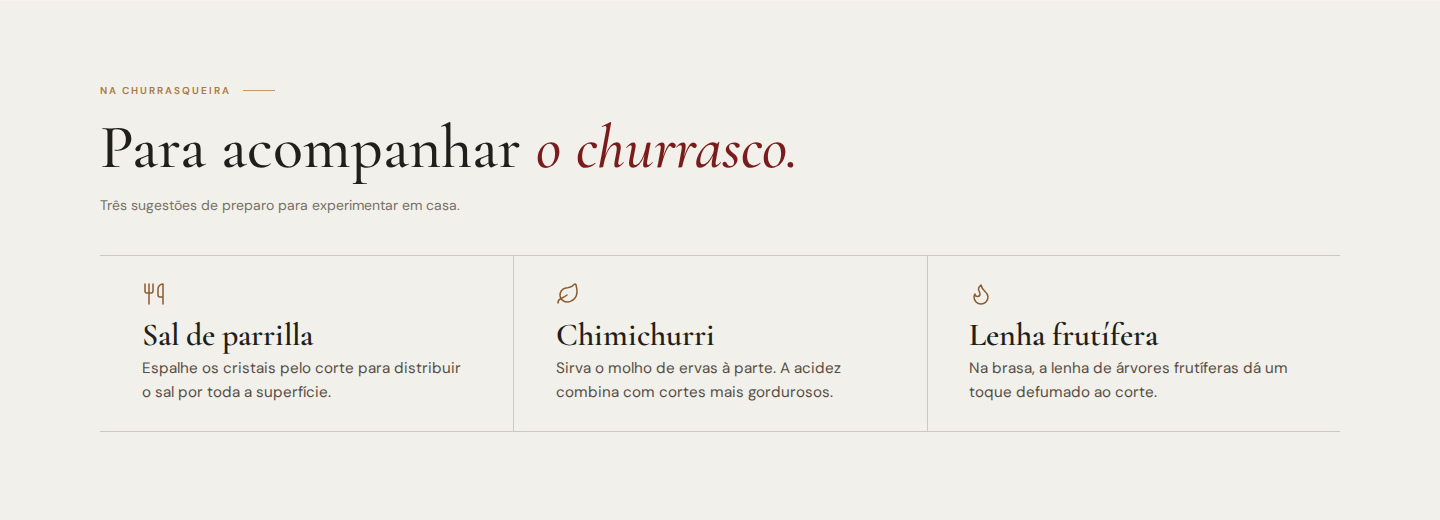 NA CHURRASQUEIRA
Para acompanhar o churrasco.
Três sugestões de preparo para experimentar em casa.
Sal de parrilla
Espalhe os cristais pelo corte para distribuir
o sal por toda a superfície.
Chimichurri
Sirva o molho de ervas à parte. A acidez
combina com cortes mais gordurosos.
Lenha frutífera
Na brasa, a lenha de árvores frutíferas dá um
toque defumado ao corte.